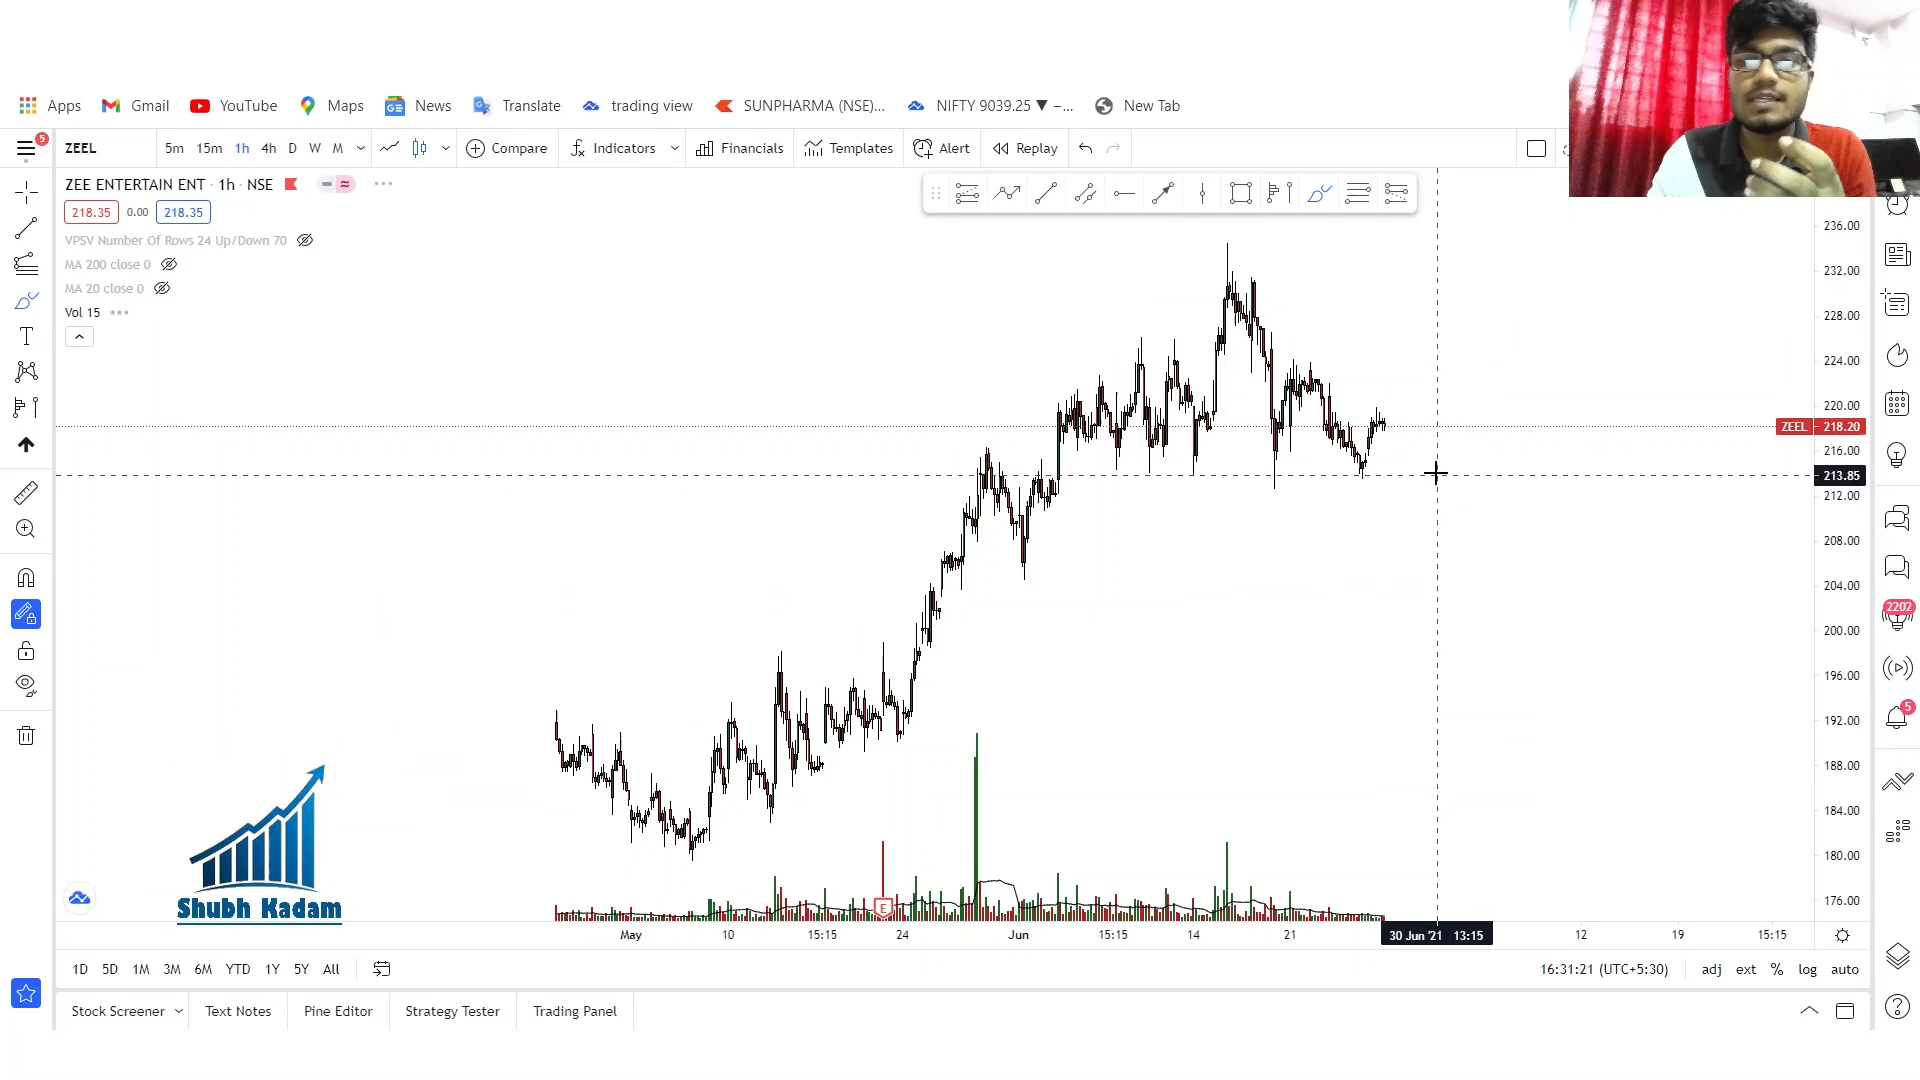 Apps Gmail YouTube Maps News Translate trading view SUNPHARMA (NSE)... NIFTY 9039.25 ▼ −... New Tab
5 ZEEL 5m 15m 1h 4h D W M Compare Indicators Financials Templates Alert Replay
ZEE ENTERTAIN ENT · 1h · NSE
218.35 0.00 218.35
VPSV Number Of Rows 24 Up/Down 70
MA 200 close 0
MA 20 close 0
Vol 15
236.00
232.00
228.00
224.00
220.00
ZEEL 218.20
216.00
213.85
212.00
208.00
204.00
200.00
196.00
192.00
188.00
184.00
180.00
176.00
2202
5
E
Shubh Kadam
May 10 15:15 24 Jun 15:15 14 21 30 Jun '21 13:15 12 19 15:15
1D 5D 1M 3M 6M YTD 1Y 5Y All 16:31:21 (UTC+5:30) adj ext % log auto
Stock Screener Text Notes Pine Editor Strategy Tester Trading Panel